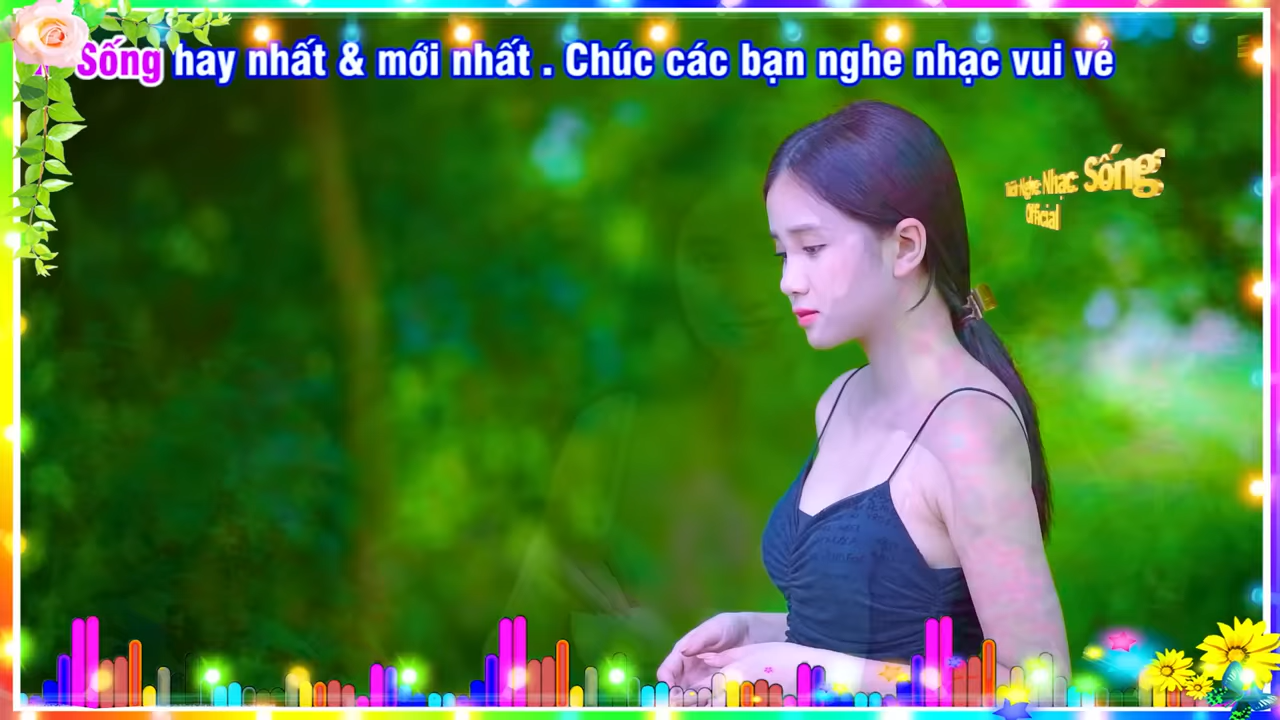 Sống hay nhất & mới nhất . Chúc các bạn nghe nhạc vui vẻ
Nghe Nhạc Sống
Official